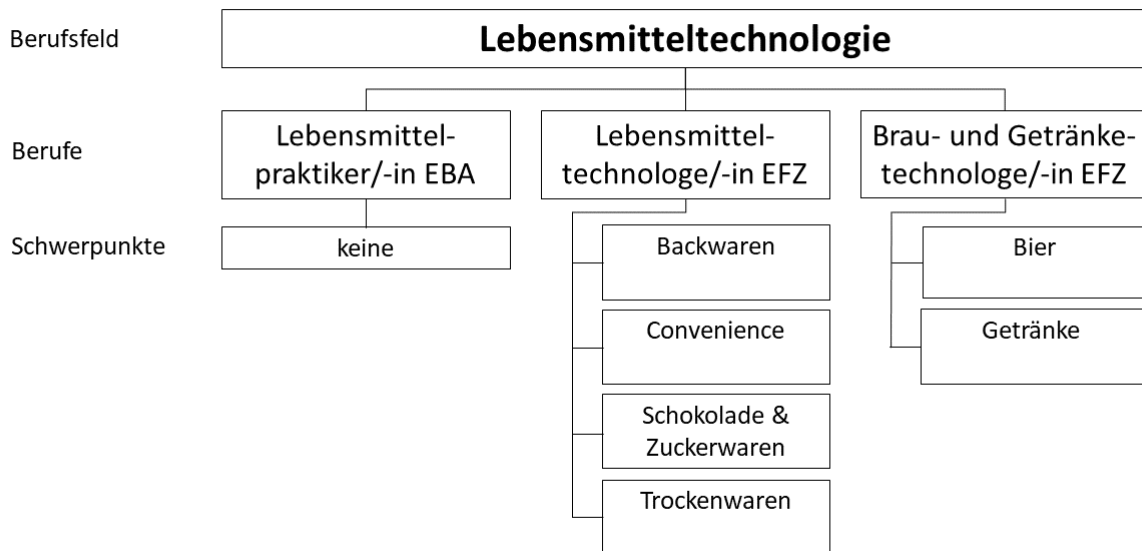 Berufsfeld
Lebensmitteltechnologie
Berufe
Lebensmittel-
praktiker/-in EBA
Lebensmittel-
technologe/-in EFZ
Brau- und Getränke-
technologe/-in EFZ
Schwerpunkte
keine
Backwaren
Bier
Convenience
Getränke
Schokolade &
Zuckerwaren
Trockenwaren